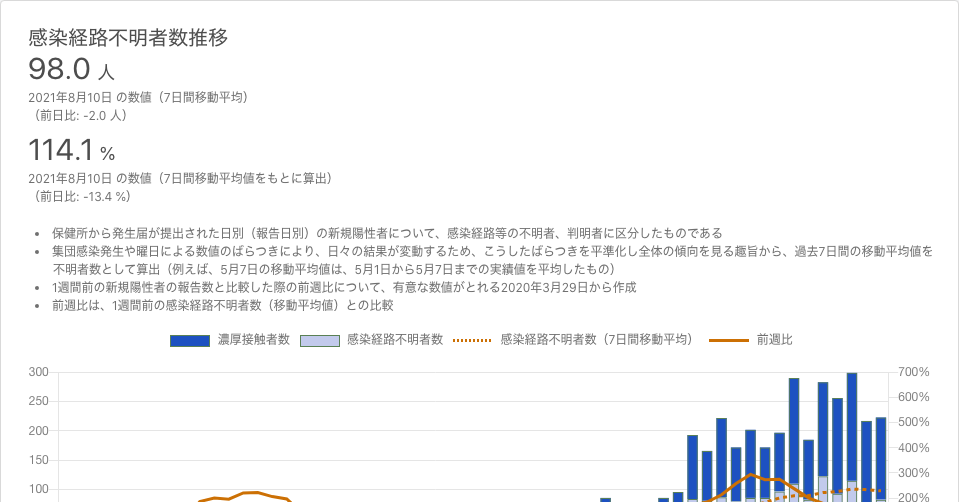 感染経路不明者数推移
98.0 人
2021年8月10日 の数値（7日間移動平均）
（前日比: -2.0 人）
114.1 %
2021年8月10日 の数値（7日間移動平均値をもとに算出）
（前日比: -13.4 %）
• 保健所から発生届が提出された日別（報告日別）の新規陽性者について、感染経路等の不明者、判明者に区分したものである
• 集団感染発生や曜日による数値のばらつきにより、日々の結果が変動するため、こうしたばらつきを平準化し全体の傾向を見る趣旨から、過去7日間の移動平均値を
不明者数として算出（例えば、5月7日の移動平均値は、5月1日から5月7日までの実績値を平均したもの）
• 1週間前の新規陽性者の報告数と比較した際の前週比について、有意な数値がとれる2020年3月29日から作成
• 前週比は、1週間前の感染経路不明者数（移動平均値）との比較
濃厚接触者数 感染経路不明者数 感染経路不明者数（7日間移動平均） 前週比
300 700%
250 600%
200 500%
150 400%
100 300%
200%